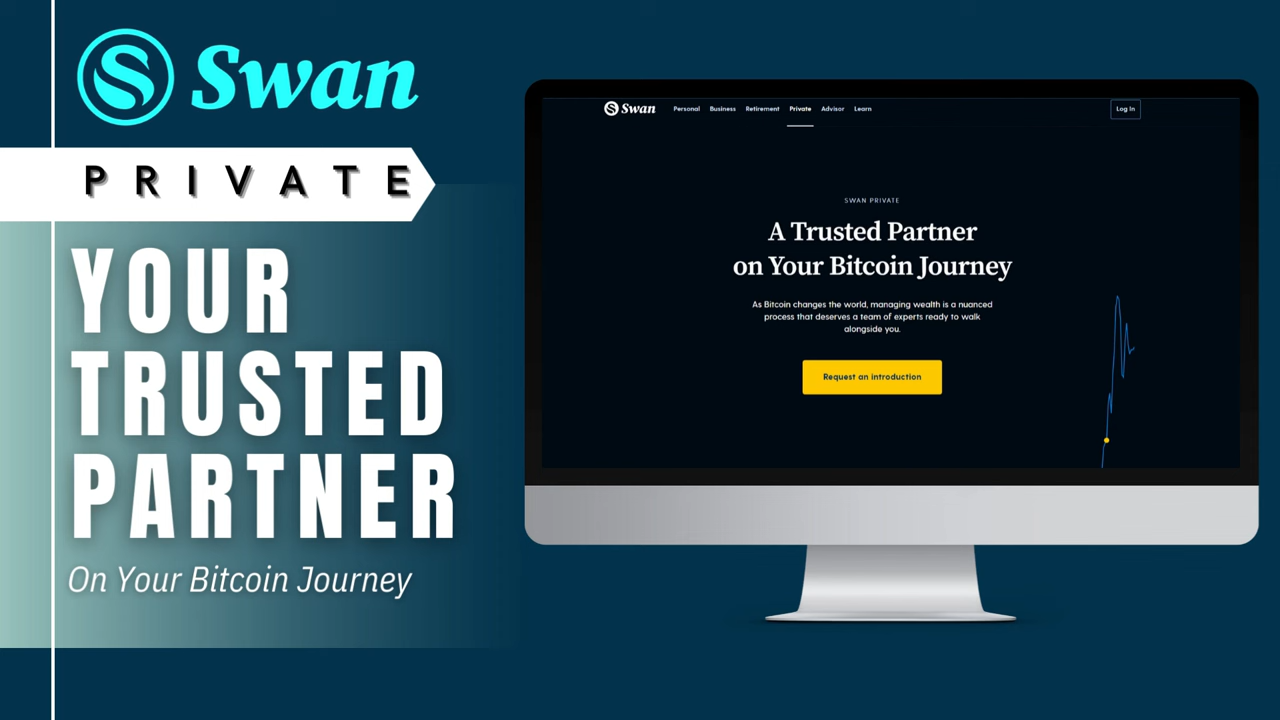 Swan
PRIVATE
YOUR
TRUSTED
PARTNER
On Your Bitcoin Journey
Swan Personal Business Retirement Private Advisor Learn Log In
SWAN PRIVATE
A Trusted Partner
on Your Bitcoin Journey
As Bitcoin changes the world, managing wealth is a nuanced
process that deserves a team of experts ready to walk
alongside you.
Request an introduction